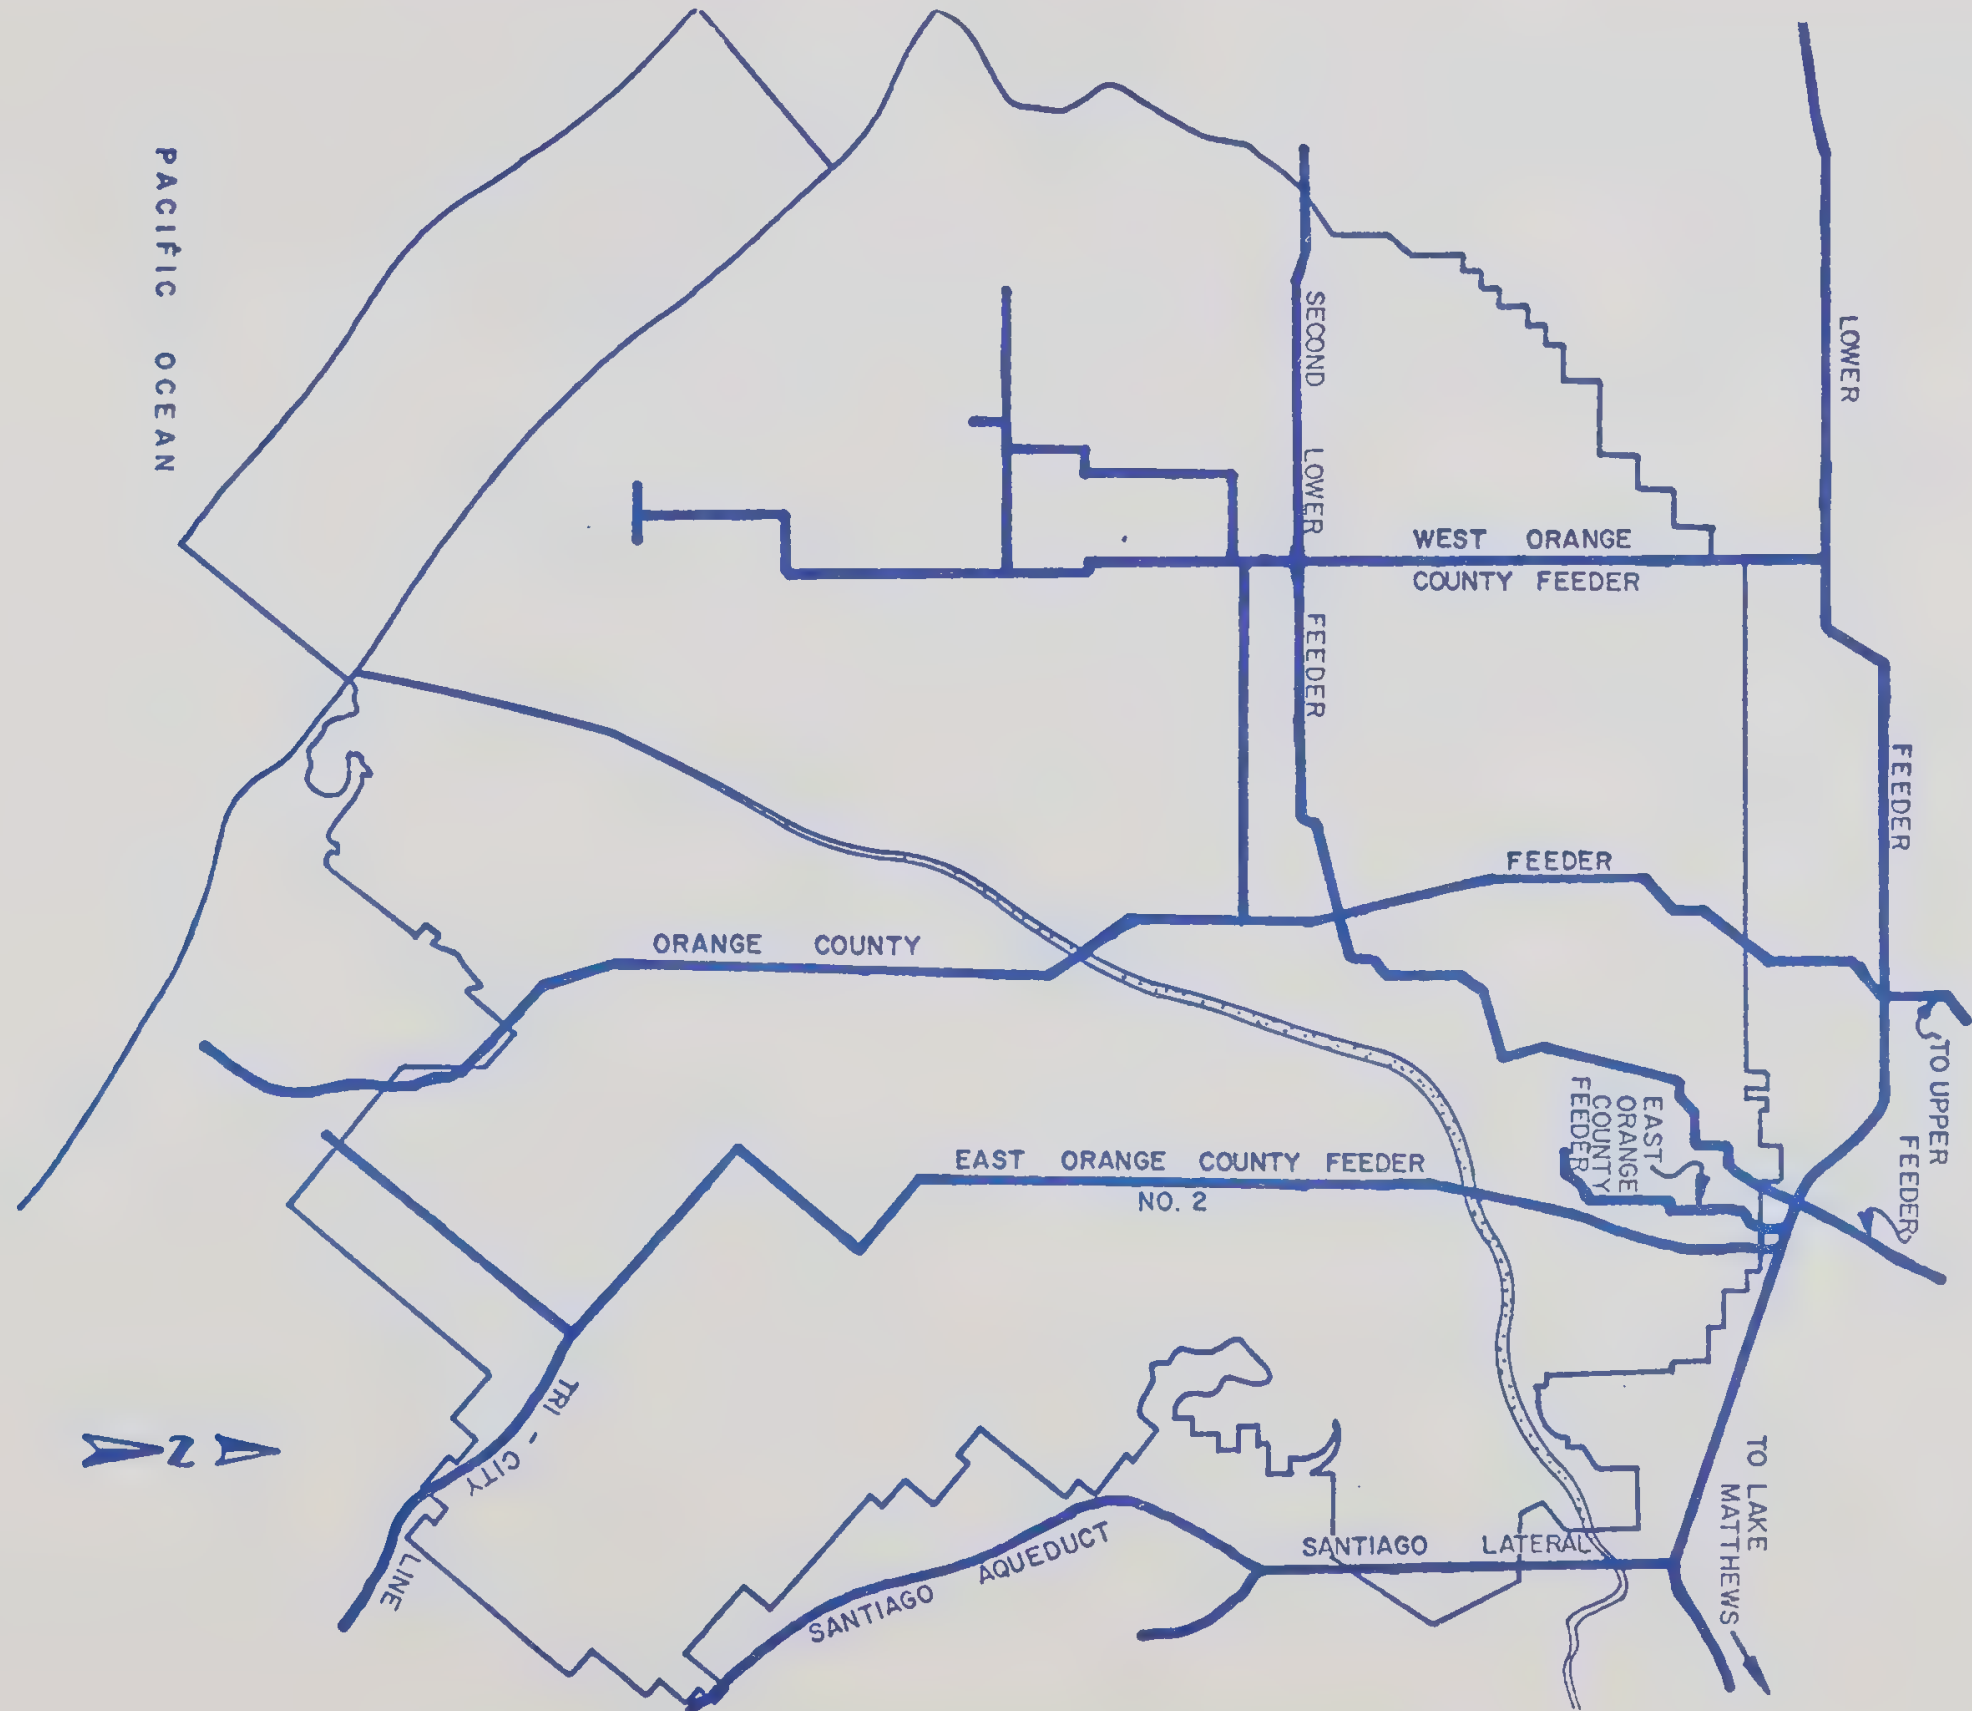 PACIFIC OCEAN
SECOND LOWER FEEDER
LOWER FEEDER
WEST ORANGE
COUNTY FEEDER
FEEDER
ORANGE COUNTY
TO UPPER
FEEDER
EAST
ORANGE
COUNTY
FEEDER
EAST ORANGE COUNTY FEEDER
NO. 2
TRI-CITY LINE
SANTIAGO AQUEDUCT
SANTIAGO LATERAL
TO LAKE
MATTHEWS
N